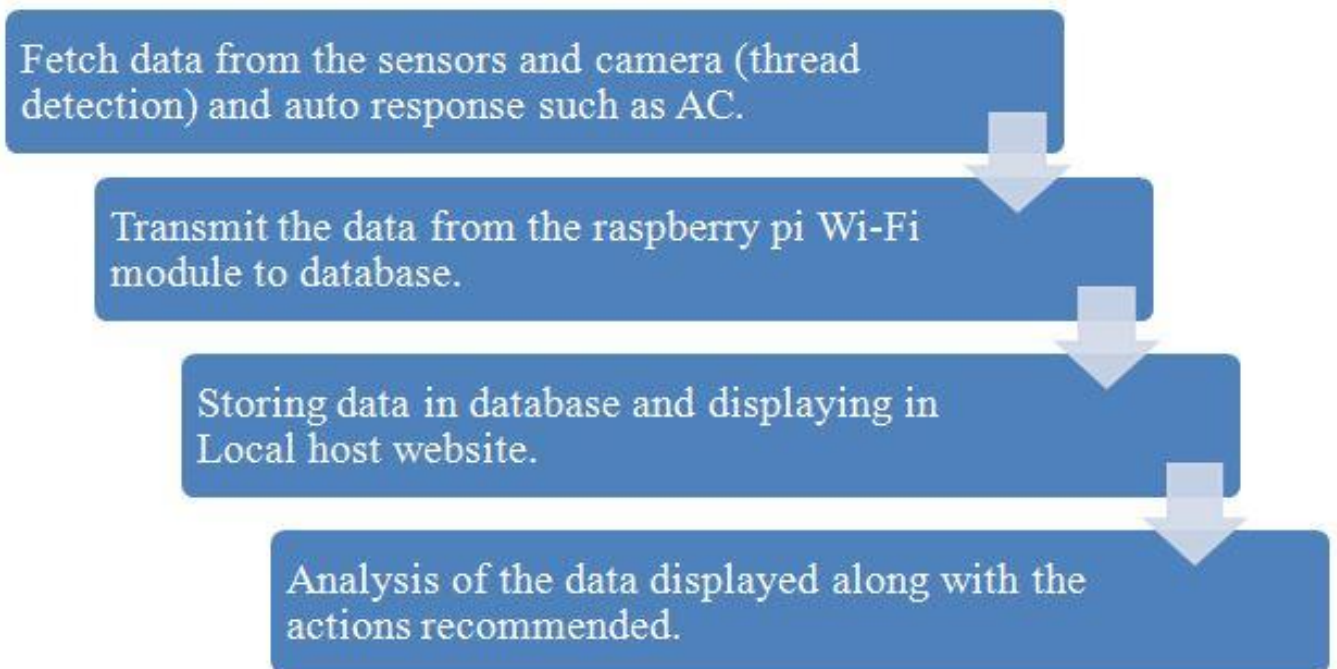 Fetch data from the sensors and camera (thread
detection) and auto response such as AC.
Transmit the data from the raspberry pi Wi-Fi
module to database.
Storing data in database and displaying in
Local host website.
Analysis of the data displayed along with the
actions recommended.